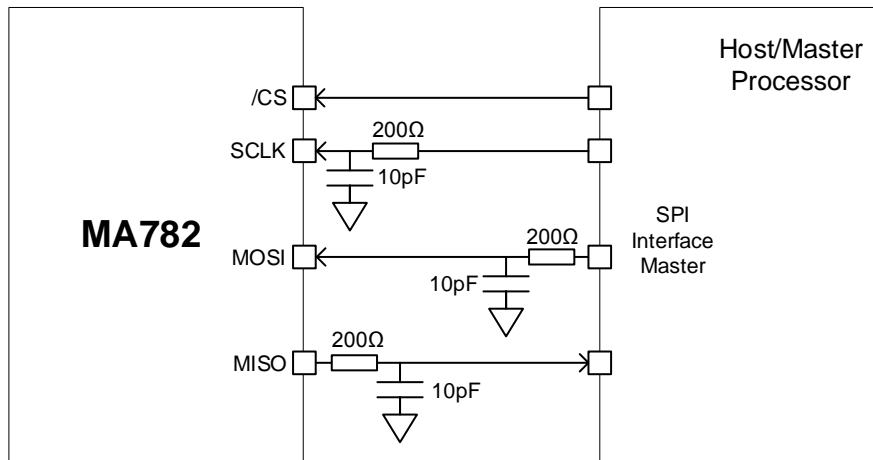 Host/Master
Processor
/CS
200Ω
SCLK
10pF
MA782
SPI
Interface
Master
200Ω
MOSI
10pF
200Ω
MISO
10pF